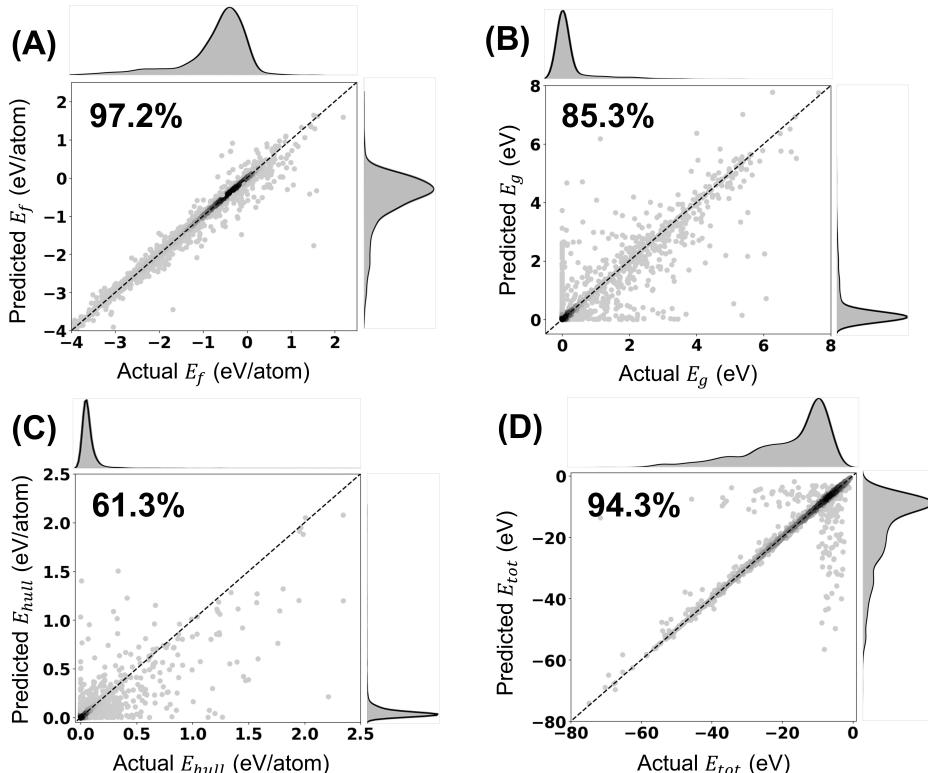 (A)
97.2%
Predicted E_f (eV/atom)
2
1
0
−1
−2
−3
−4
−4 −3 −2 −1 0 1 2
Actual E_f (eV/atom)
(B)
85.3%
Predicted E_g (eV)
8
6
4
2
0
0 2 4 6 8
Actual E_g (eV)
(C)
61.3%
Predicted E_hull (eV/atom)
2.5
2.0
1.5
1.0
0.5
0.0
0.0 0.5 1.0 1.5 2.0 2.5
Actual E_hull (eV/atom)
(D)
94.3%
Predicted E_tot (eV)
0
−20
−40
−60
−80
−80 −60 −40 −20 0
Actual E_tot (eV)